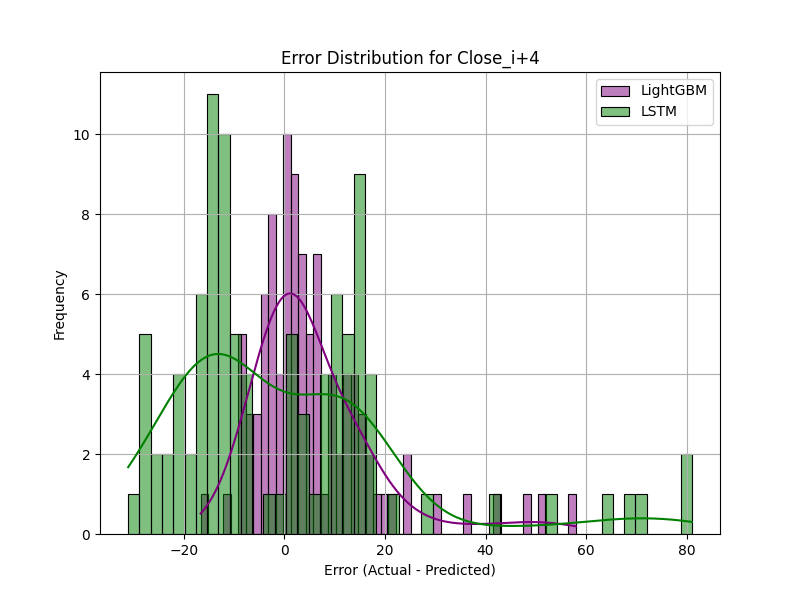 Error Distribution for Close_i+4
LightGBM
LSTM
Frequency
10
8
6
4
2
0
−20 0 20 40 60 80
Error (Actual - Predicted)